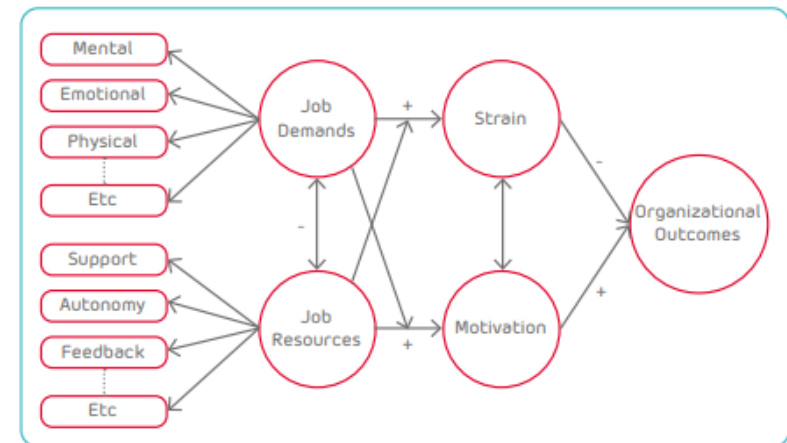 Mental
Emotional
Physical
Etc
Support
Autonomy
Feedback
Etc
Job
Demands
-
Job
Resources
+
+
Strain
Motivation
-
+
Organizational
Outcomes